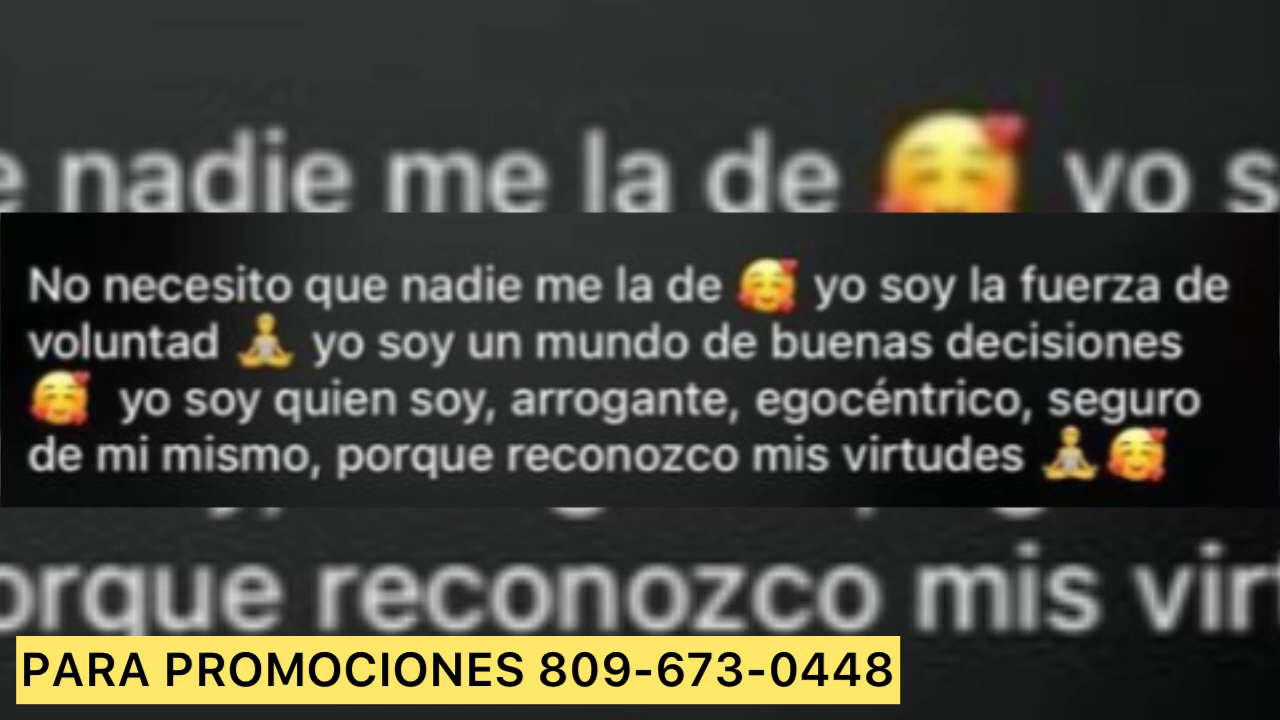 e nadie me la de 🥰 yo s
No necesito que nadie me la de 🥰 yo soy la fuerza de
voluntad 🧘 yo soy un mundo de buenas decisiones
🥰 yo soy quien soy, arrogante, egocéntrico, seguro
de mi mismo, porque reconozco mis virtudes 🧘🥰
orque reconozco mis virt
PARA PROMOCIONES 809-673-0448